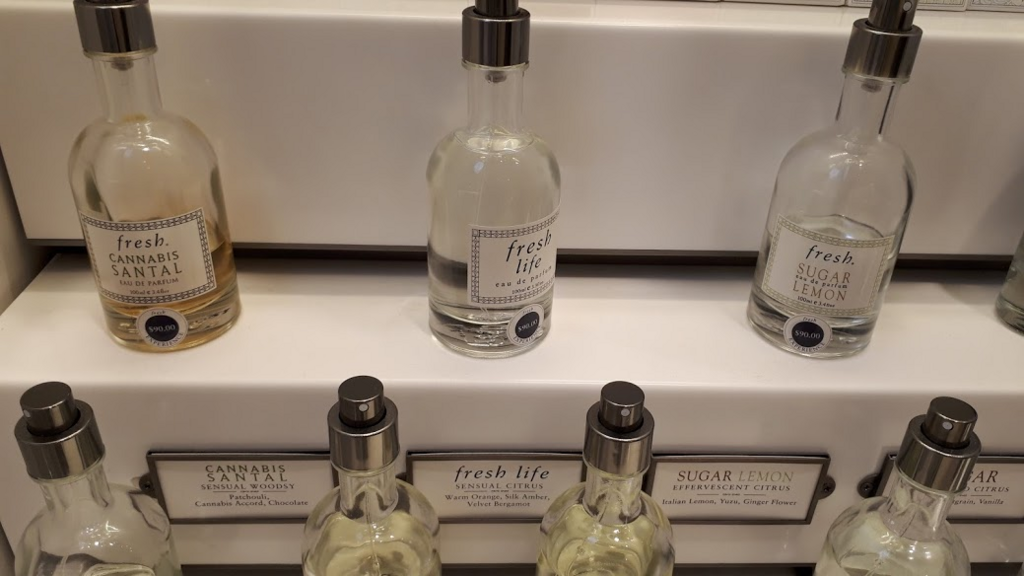 fresh.
CANNABIS
SANTAL
EAU DE PARFUM
$90.00
fresh
life
eau de parfum
$90.00
fresh.
SUGAR
eau de parfum
LEMON
$90.00
CANNABIS
SANTAL
SENSUAL WOODSY
Patchouli,
Cannabis Accord, Chocolate
fresh life
SENSUAL CITRUS
Warm Orange, Silk Amber,
Velvet Bergamot
SUGAR LEMON
EFFERVESCENT CITRUS
Italian Lemon, Yuzu, Ginger Flower
CITRUS
Vanilla